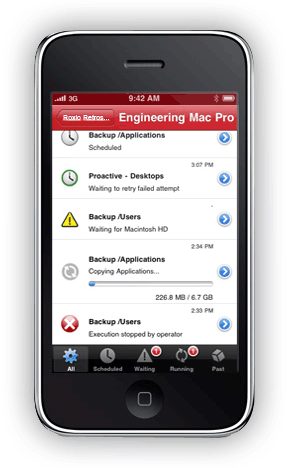 3G 9:42 AM
Roxio Retros... Engineering Mac Pro
Backup /Applications
Scheduled
3:07 PM
Proactive - Desktops
Waiting to retry failed attempt
-
Backup /Users
Waiting for Macintosh HD
2:34 PM
Backup /Applications
Copying Applications...
226.8 MB / 6.7 GB
2:33 PM
Backup /Users
Execution stopped by operator
1 1
All Scheduled Waiting Running Past